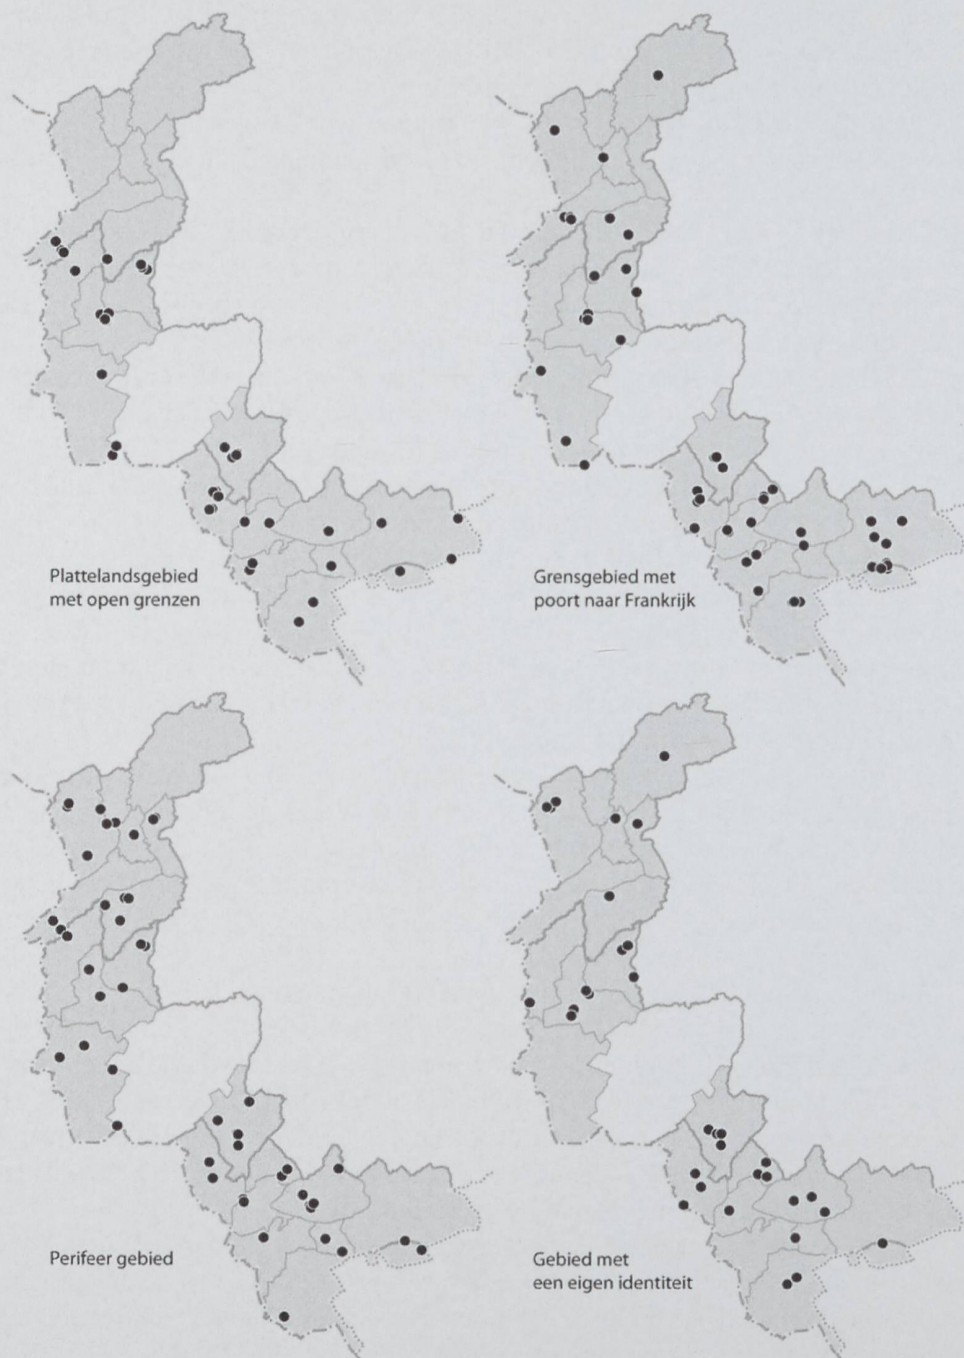 Plattelandsgebied
met open grenzen
Grensgebied met
poort naar Frankrijk
Perifeer gebied
Gebied met
een eigen identiteit